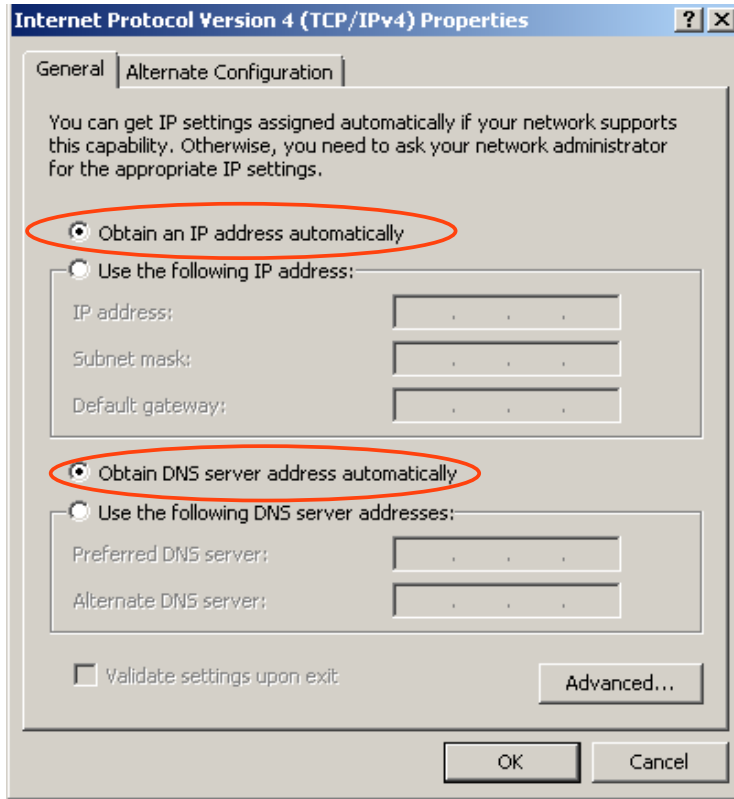 Internet Protocol Version 4 (TCP/IPv4) Properties
General
Alternate Configuration
You can get IP settings assigned automatically if your network supports
this capability. Otherwise, you need to ask your network administrator
for the appropriate IP settings.
Obtain an IP address automatically
Use the following IP address:
IP address:
Subnet mask:
Default gateway:
Obtain DNS server address automatically
Use the following DNS server addresses:
Preferred DNS server:
Alternate DNS server:
Validate settings upon exit
Advanced...
OK
Cancel